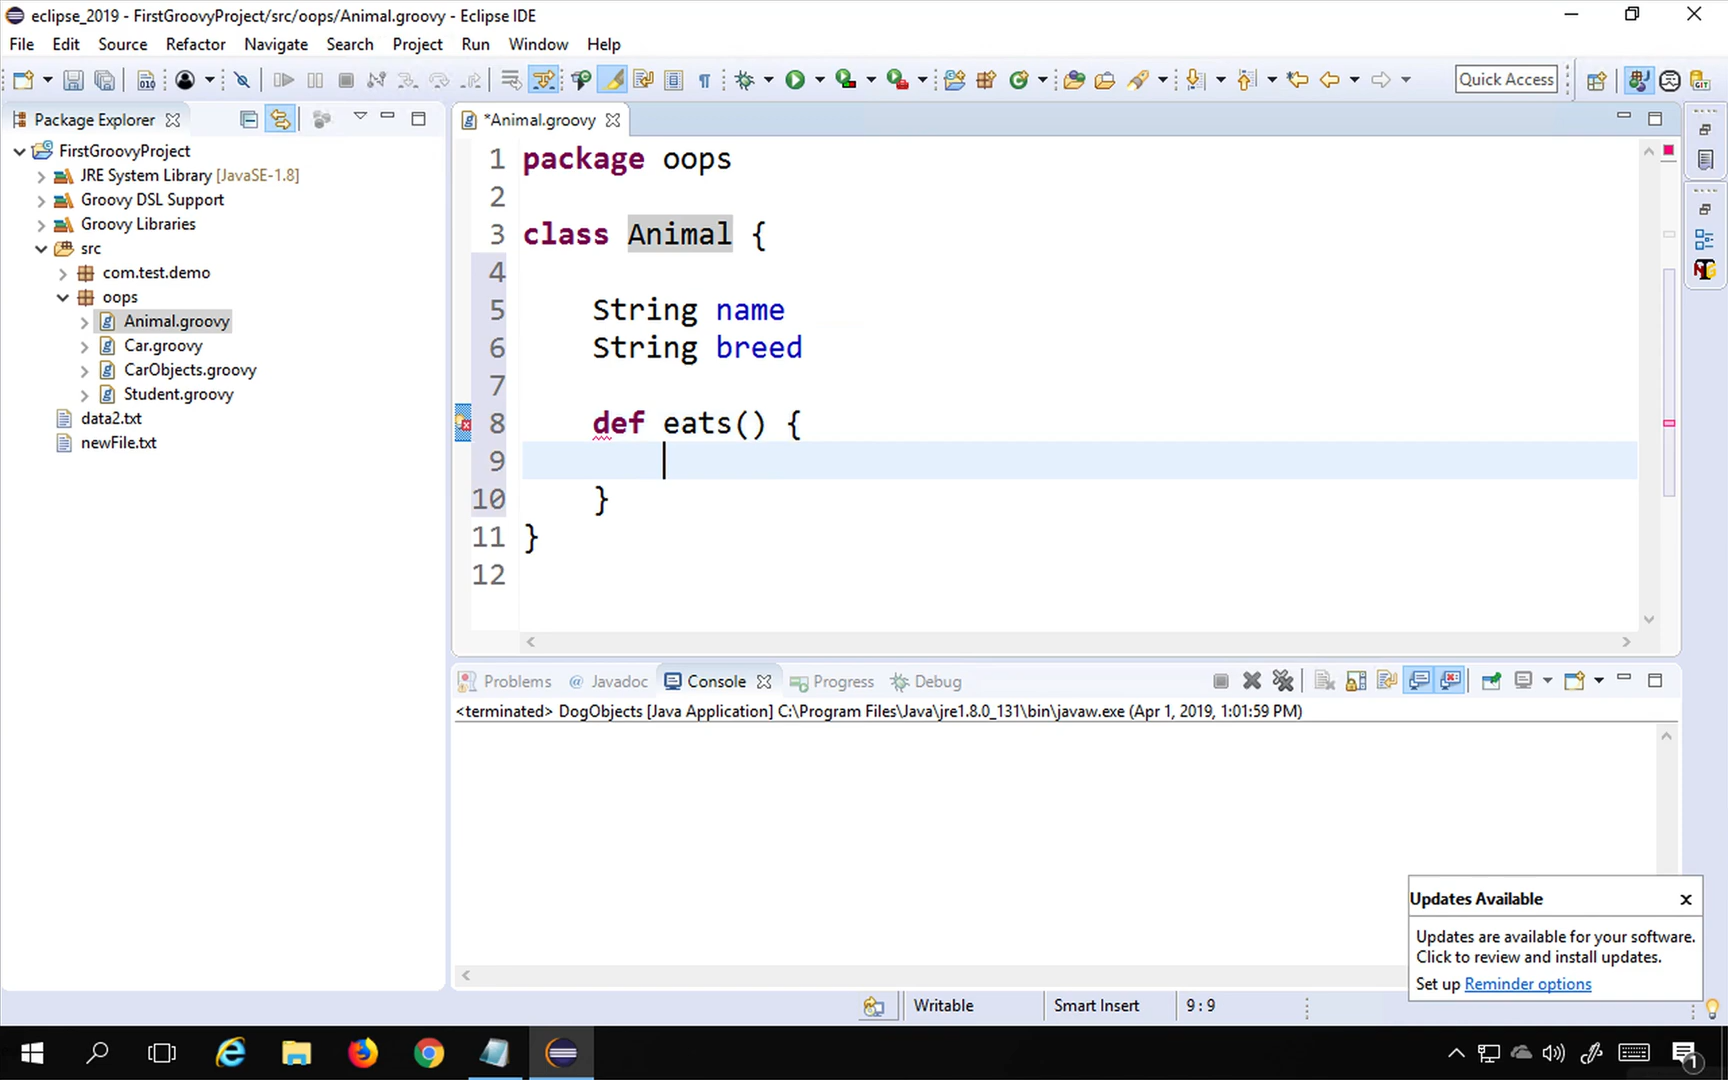 eclipse_2019 - FirstGroovyProject/src/oops/Animal.groovy - Eclipse IDE
File Edit Source Refactor Navigate Search Project Run Window Help
Quick Access
Package Explorer
FirstGroovyProject
JRE System Library [JavaSE-1.8]
Groovy DSL Support
Groovy Libraries
src
com.test.demo
oops
Animal.groovy
Car.groovy
CarObjects.groovy
Student.groovy
data2.txt
newFile.txt
*Animal.groovy
1 package oops
2
3 class Animal {
4
5 String name
6 String breed
7
8 def eats() {
9
10 }
11 }
12
Problems @ Javadoc Console Progress Debug
<terminated> DogObjects [Java Application] C:\Program Files\Java\jre1.8.0_131\bin\javaw.exe (Apr 1, 2019, 1:01:59 PM)
Updates Available x
Updates are available for your software.
Click to review and install updates.
Set up Reminder options
Writable Smart Insert 9 : 9
1